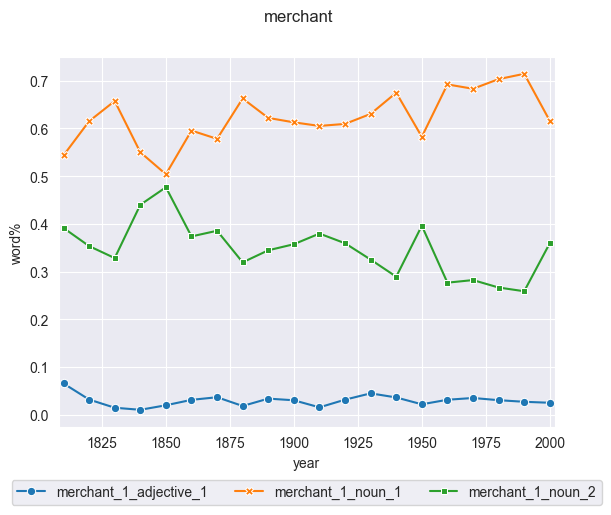 merchant
0.7
0.6
0.5
0.4
0.3
0.2
0.1
0.0
word%
1825 1850 1875 1900 1925 1950 1975 2000
year
merchant_1_adjective_1 merchant_1_noun_1 merchant_1_noun_2